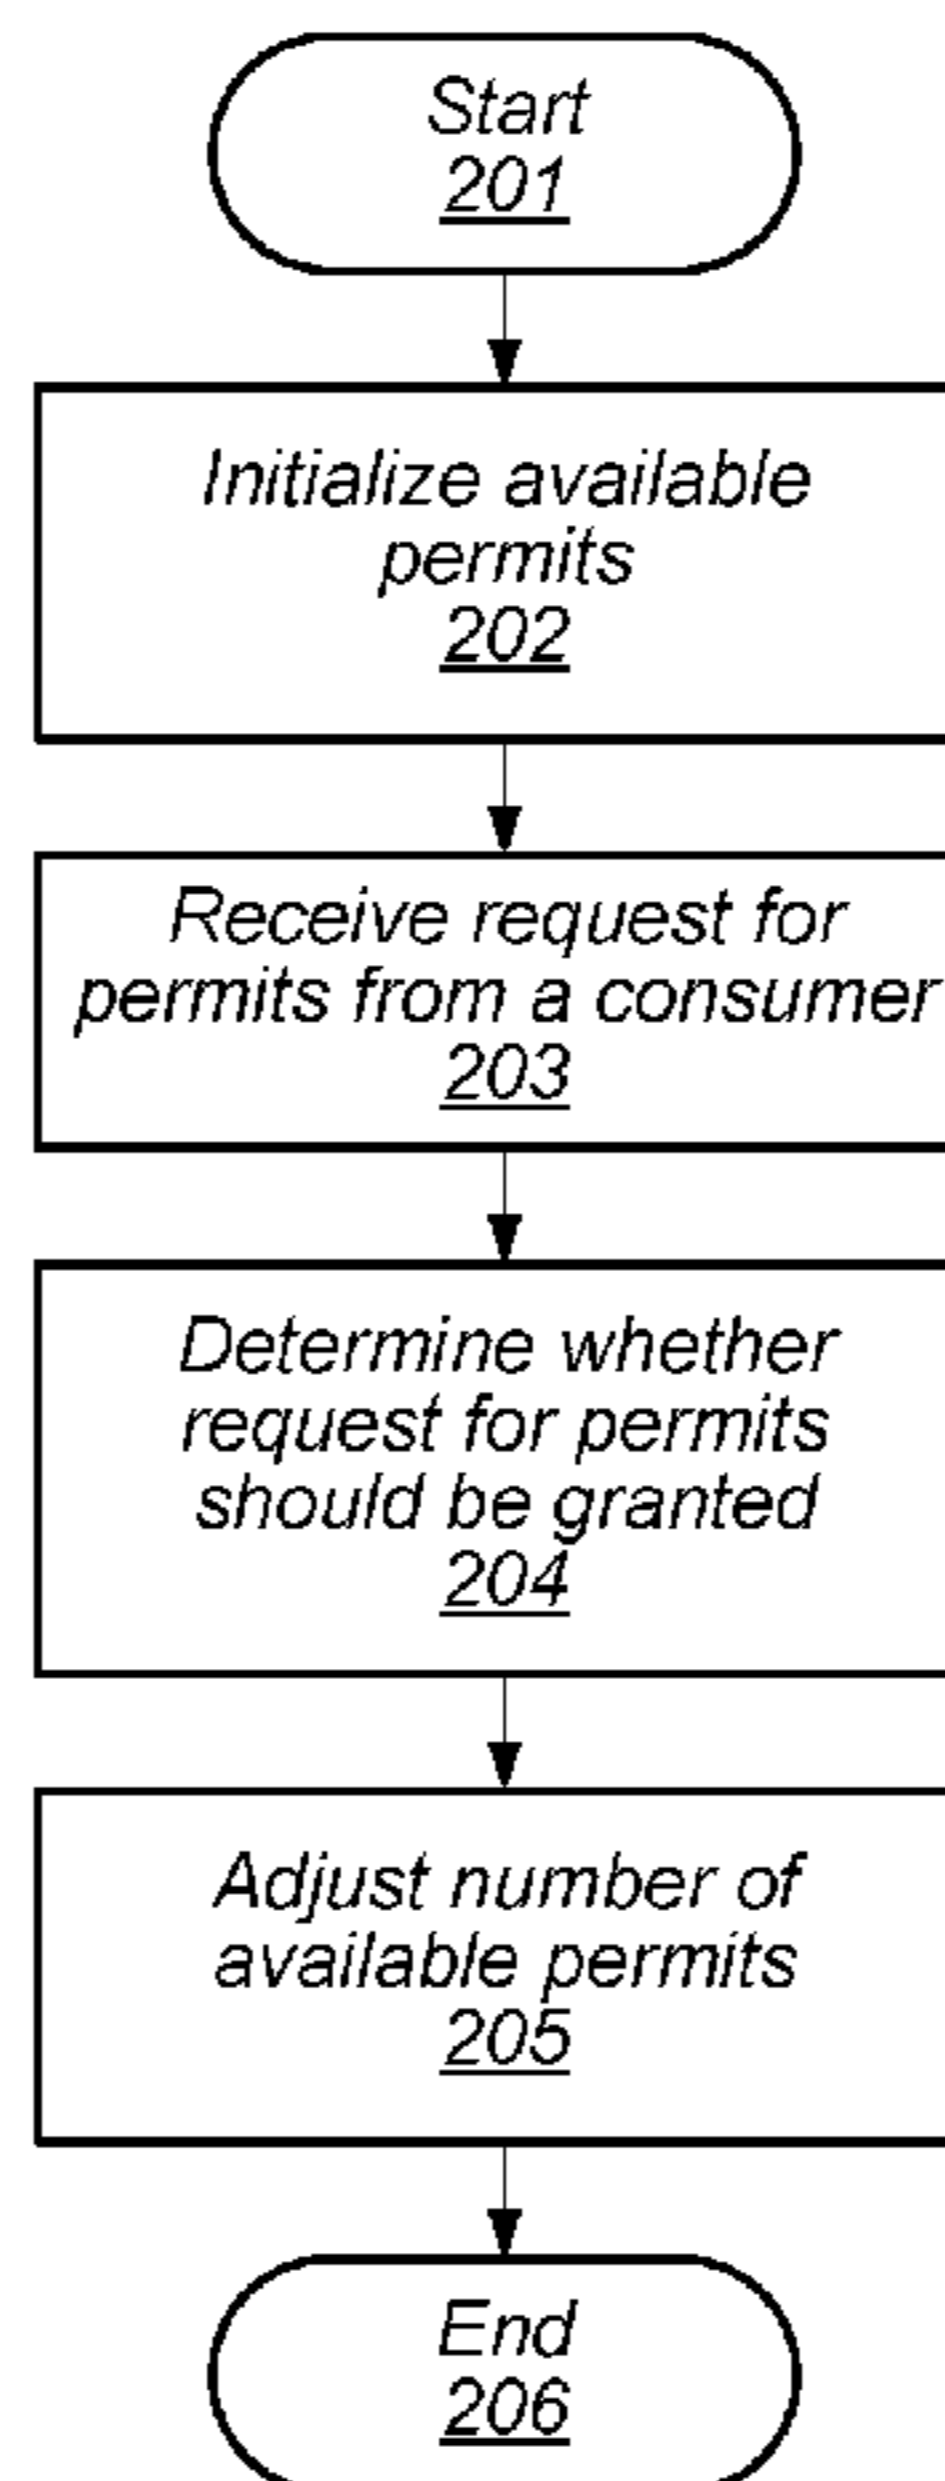 Start
201
Initialize available
permits
202
Receive request for
permits from a consumer
203
Determine whether
request for permits
should be granted
204
Adjust number of
available permits
205
End
206